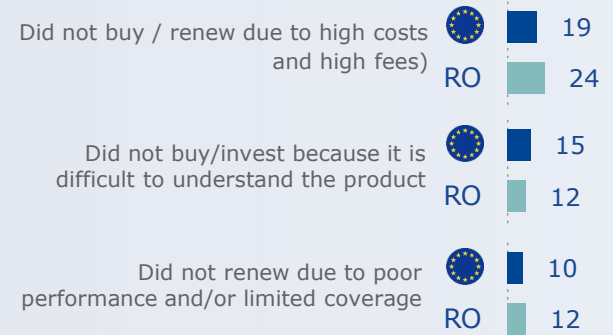 Did not buy / renew due to high costs
and high fees)
19
RO 24
Did not buy/invest because it is
difficult to understand the product
15
RO 12
Did not renew due to poor
performance and/or limited coverage
10
RO 12